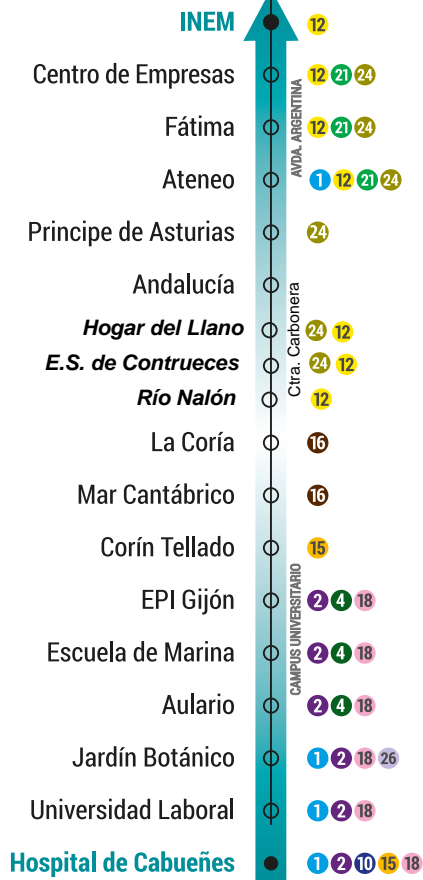 INEM 12
Centro de Empresas 12 21 24
Fátima 12 21 24
AVDA. ARGENTINA
Ateneo 1 12 21 24
Principe de Asturias 24
Andalucía
Ctra. Carbonera
Hogar del Llano 24 12
E.S. de Contrueces 24 12
Río Nalón 12
La Coría 16
Mar Cantábrico 16
Corín Tellado 15
CAMPUS UNIVERSITARIO
EPI Gijón 2 4 18
Escuela de Marina 2 4 18
Aulario 2 4 18
Jardín Botánico 1 2 18 26
Universidad Laboral 1 2 18
Hospital de Cabueñes 1 2 10 15 18